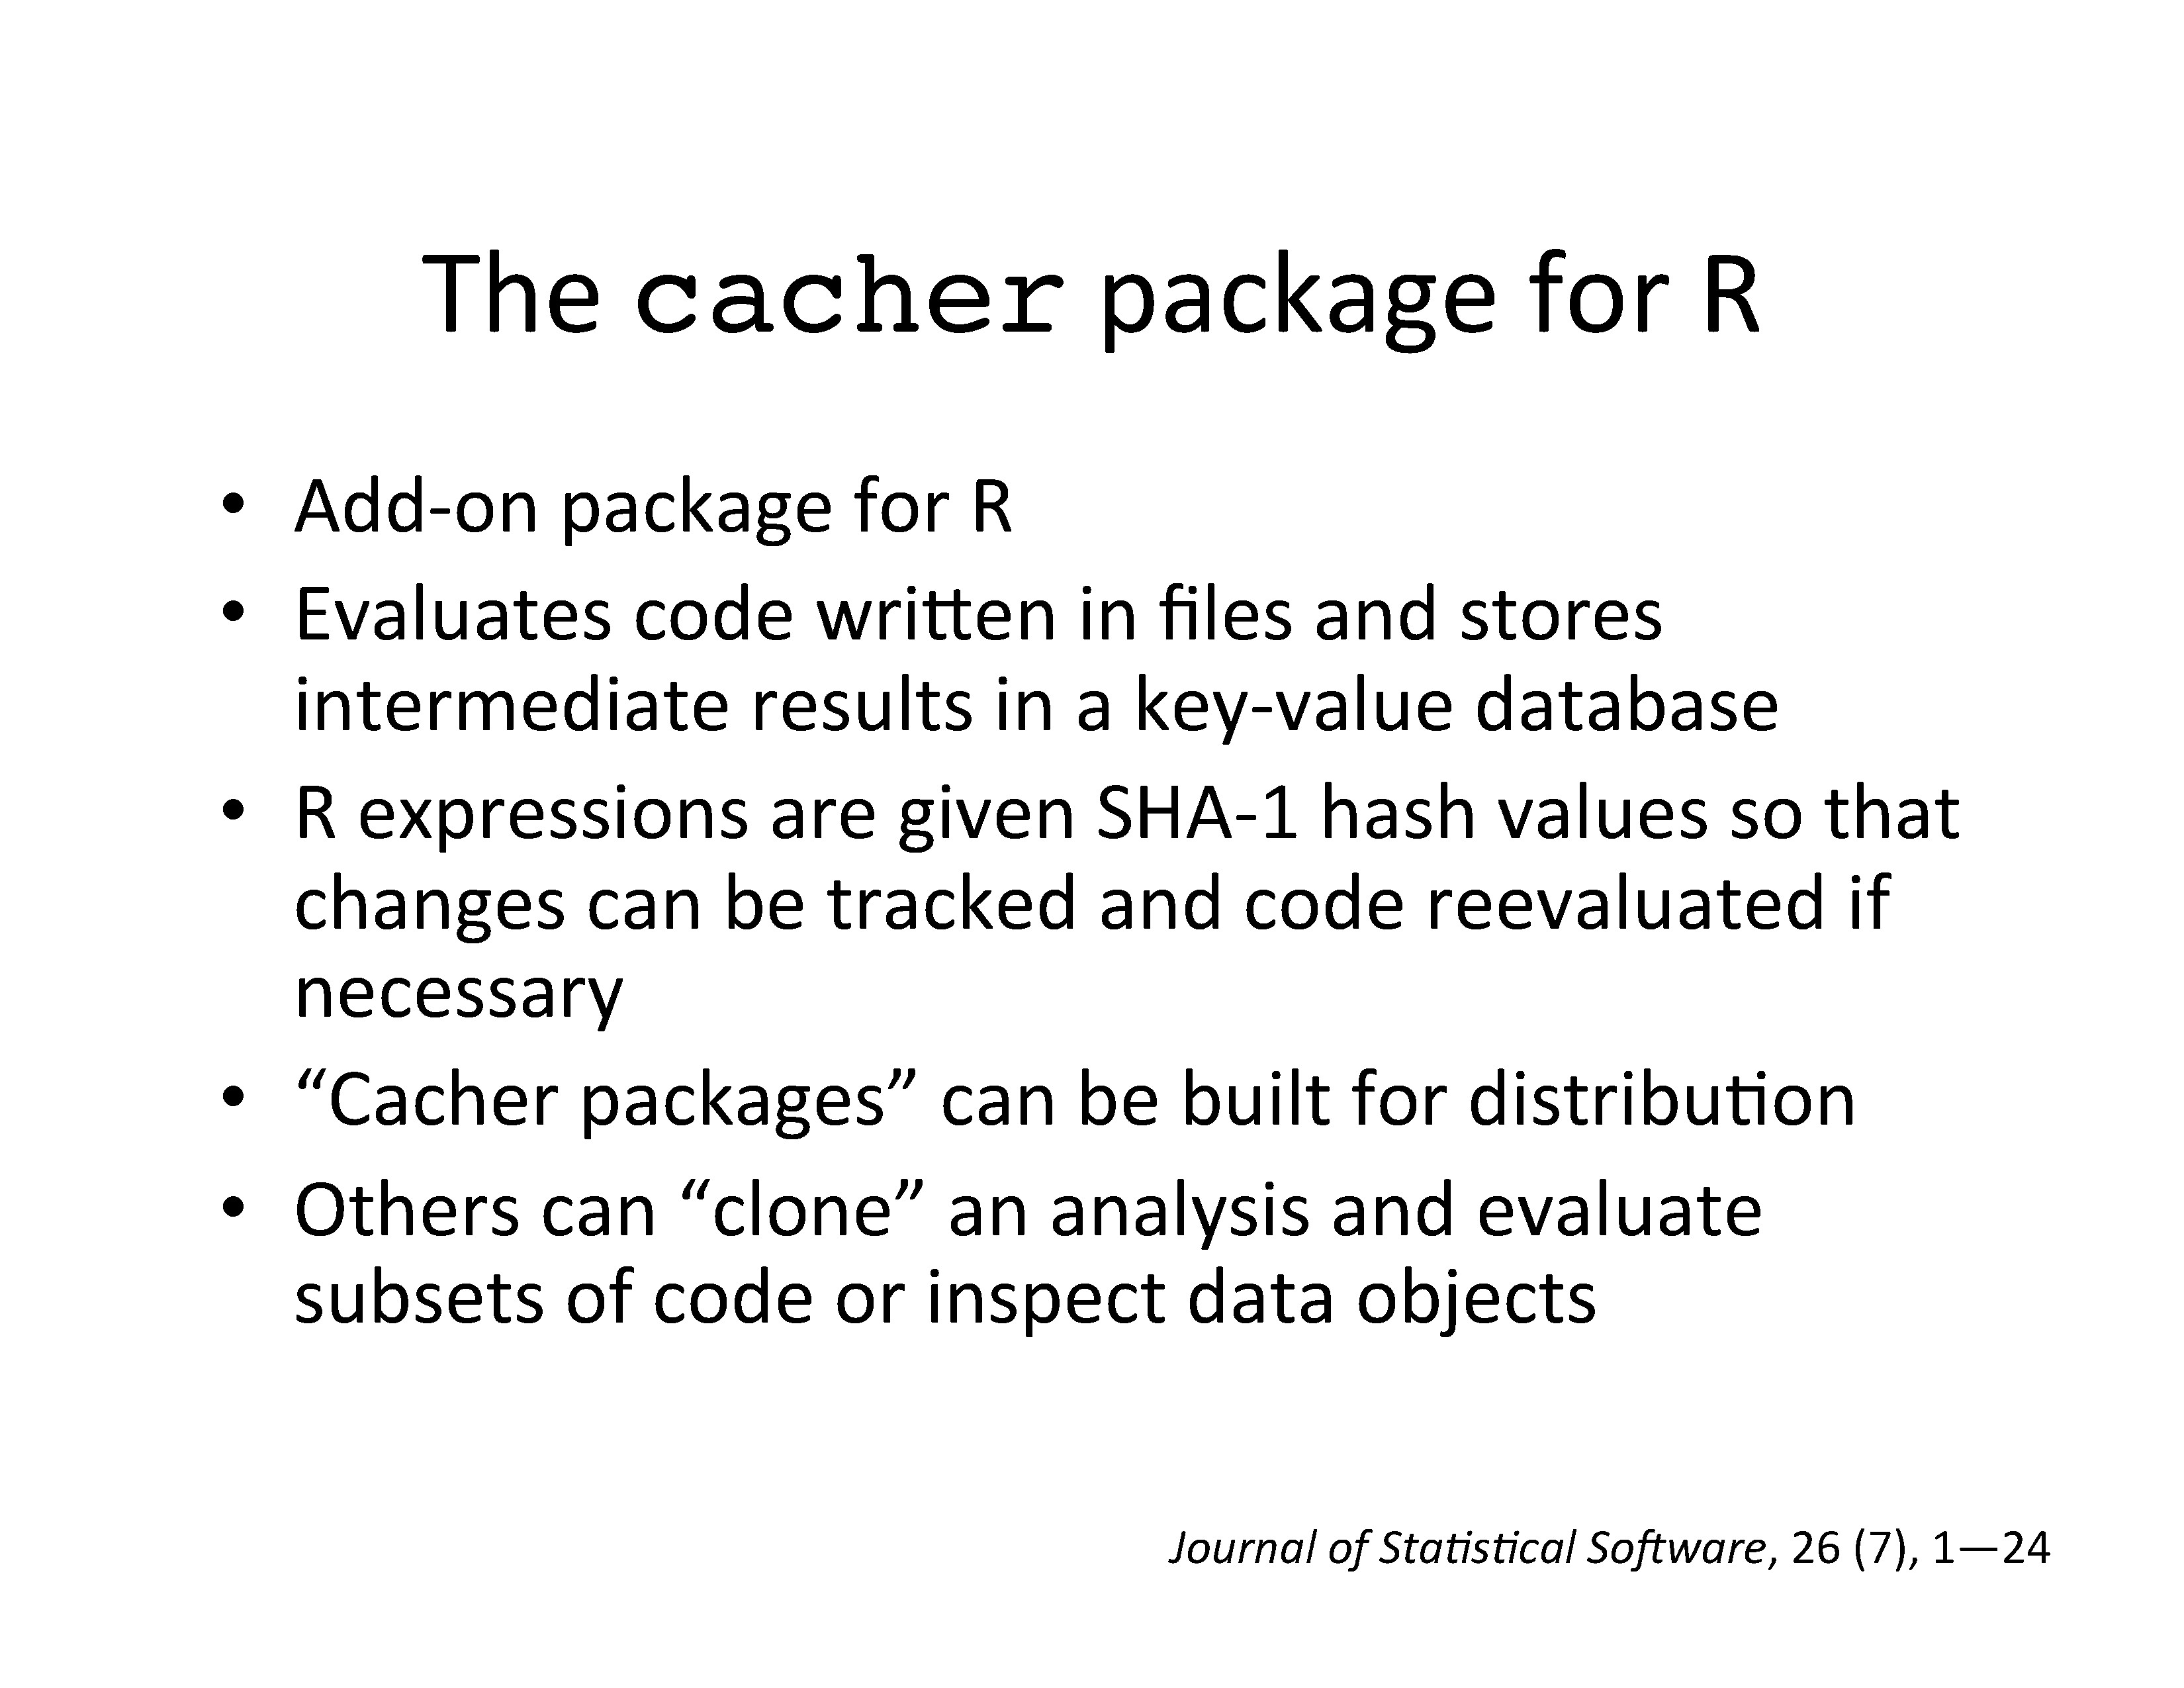 The cacher package for R
• Add-on package for R
• Evaluates code written in files and stores
intermediate results in a key-value database
• R expressions are given SHA-1 hash values so that
changes can be tracked and code reevaluated if
necessary
• “Cacher packages” can be built for distribution
• Others can “clone” an analysis and evaluate
subsets of code or inspect data objects
Journal of Statistical Software, 26 (7), 1—24